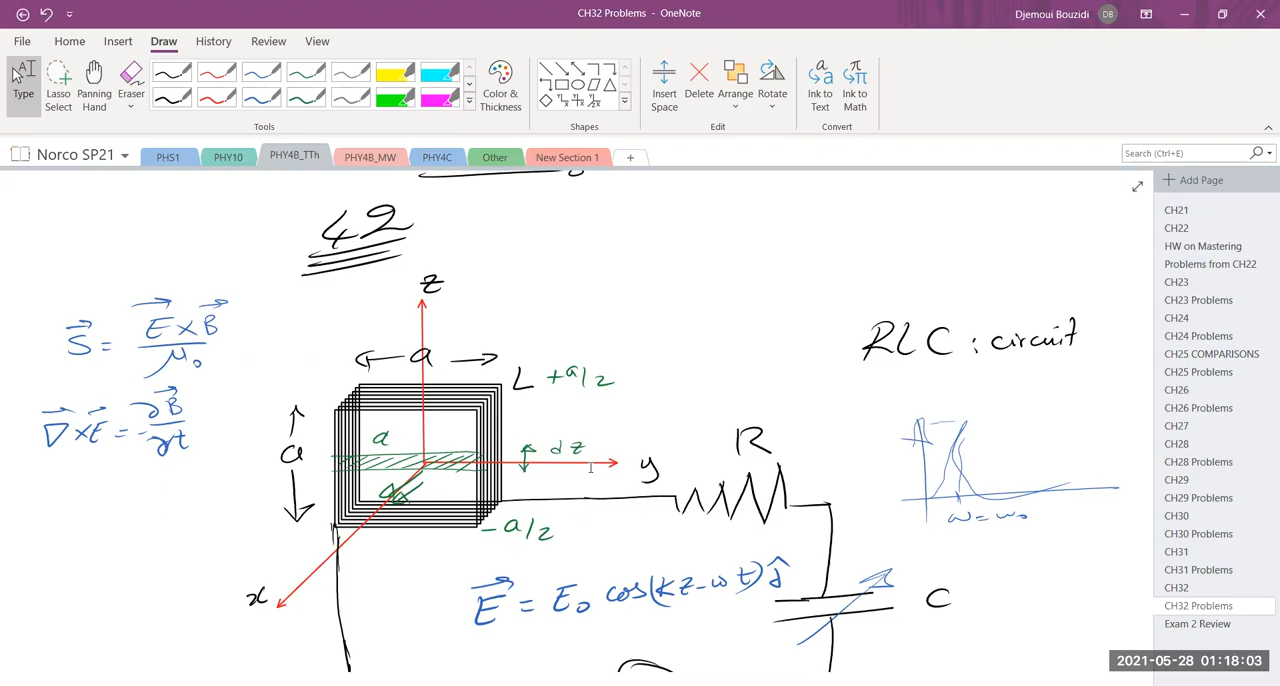 CH32 Problems - OneNote
Djemoui Bouzidi DB
File Home Insert Draw History Review View
Type
Lasso Select
Panning Hand
Eraser
Color & Thickness
Insert Space
Delete
Arrange
Rotate
Ink to Text
Ink to Math
Tools
Shapes
Edit
Convert
Norco SP21
PHS1 PHY10 PHY4B_TTh PHY4B_MW PHY4C Other New Section 1 +
Search (Ctrl+E)
Add Page
CH21
CH22
HW on Mastering
Problems from CH22
CH23
CH23 Problems
CH24
CH24 Problems
CH25 COMPARISONS
CH25 Problems
CH26
CH26 Problems
CH27
CH28
CH28 Problems
CH29
CH29 Problems
CH30
CH30 Problems
CH31
CH31 Problems
CH32
CH32 Problems
Exam 2 Review
42
z
S⃗ = E⃗ × B⃗ / μ₀
∇⃗ × E⃗ = - ∂B⃗ / ∂t
RLC : circuit
a
L +a/2
a
a
dz
y
R
-a/2
x
ω = ω₀
E⃗ = E₀ cos(kz - ωt) ĵ
C
2021-05-28 01:18:03